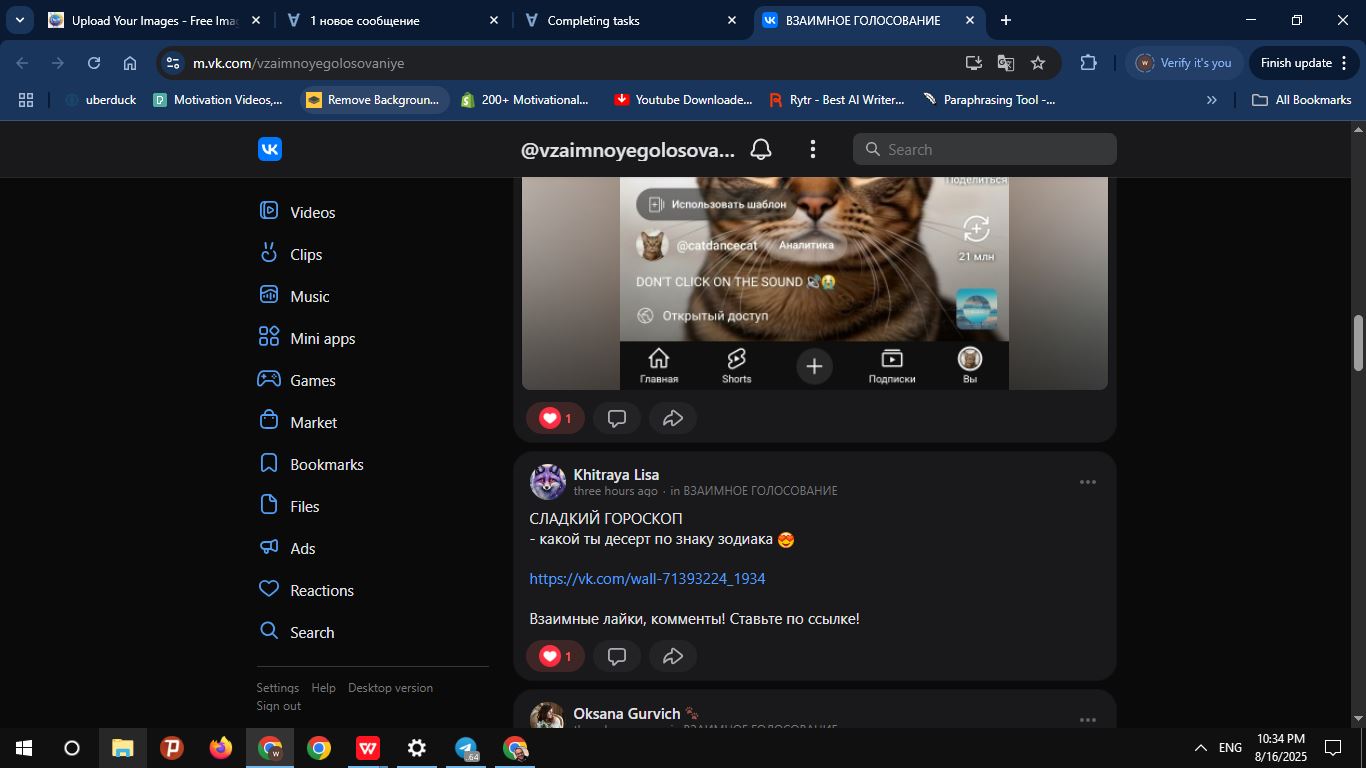 Upload Your Images - Free Imag
1 новое сообщение
Completing tasks
ВЗАИМНОЕ ГОЛОСОВАНИЕ
m.vk.com/vzaimnoyegolosovaniye
Verify it's you
Finish update
uberduck
Motivation Videos,...
Remove Backgroun...
200+ Motivational...
Youtube Downloade...
Rytr - Best AI Writer...
Paraphrasing Tool -...
All Bookmarks
@vzaimnoyegolosova...
Search
Videos
Clips
Music
Mini apps
Games
Market
Bookmarks
Files
Ads
Reactions
Search
Settings Help Desktop version
Sign out
Поделиться
Использовать шаблон
@catdancecat Аналитика
21 млн
DON'T CLICK ON THE SOUND
Открытый доступ
Главная Shorts Подписки Вы
1
Khitraya Lisa
three hours ago · in ВЗАИМНОЕ ГОЛОСОВАНИЕ
СЛАДКИЙ ГОРОСКОП
- какой ты десерт по знаку зодиака 😍
https://vk.com/wall-71393224_1934
Взаимные лайки, комменты! Ставьте по ссылке!
1
Oksana Gurvich 🐾
ENG
10:34 PM
8/16/2025
.64